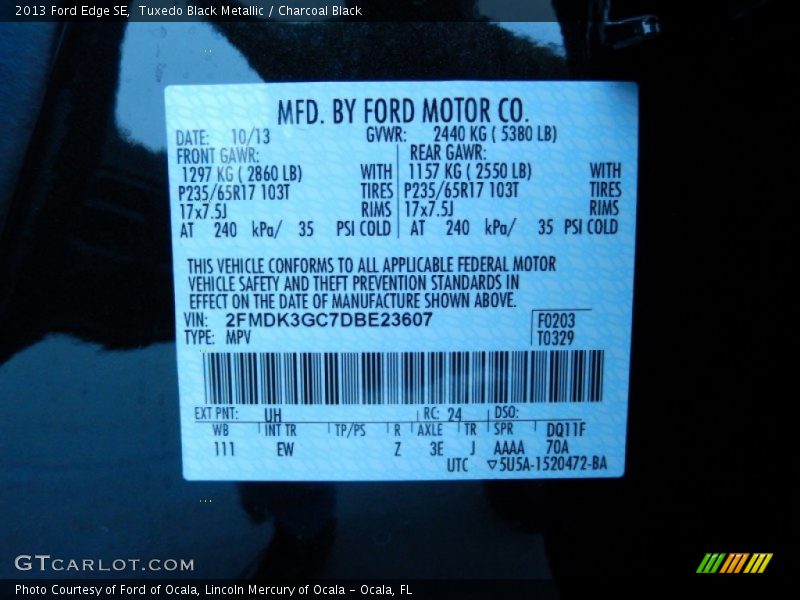 2013 Ford Edge SE, Tuxedo Black Metallic / Charcoal Black
MFD. BY FORD MOTOR CO.
DATE: 10/13 GVWR: 2440 KG ( 5380 LB)
FRONT GAWR: REAR GAWR:
1297 KG ( 2860 LB) WITH 1157 KG ( 2550 LB) WITH
P235/65R17 103T TIRES P235/65R17 103T TIRES
17x7.5J RIMS 17x7.5J RIMS
AT 240 kPa/ 35 PSI COLD AT 240 kPa/ 35 PSI COLD
THIS VEHICLE CONFORMS TO ALL APPLICABLE FEDERAL MOTOR
VEHICLE SAFETY AND THEFT PREVENTION STANDARDS IN
EFFECT ON THE DATE OF MANUFACTURE SHOWN ABOVE.
VIN: 2FMDK3GC7DBE23607 F0203
TYPE: MPV T0329
EXT PNT: UH RC: 24 DSO:
WB INT TR TP/PS R AXLE TR SPR DQ11F
111 EW Z 3E J AAAA 70A
UTC ▽5U5A-1520472-BA
GTCARLOT.COM
Photo Courtesy of Ford of Ocala, Lincoln Mercury of Ocala - Ocala, FL